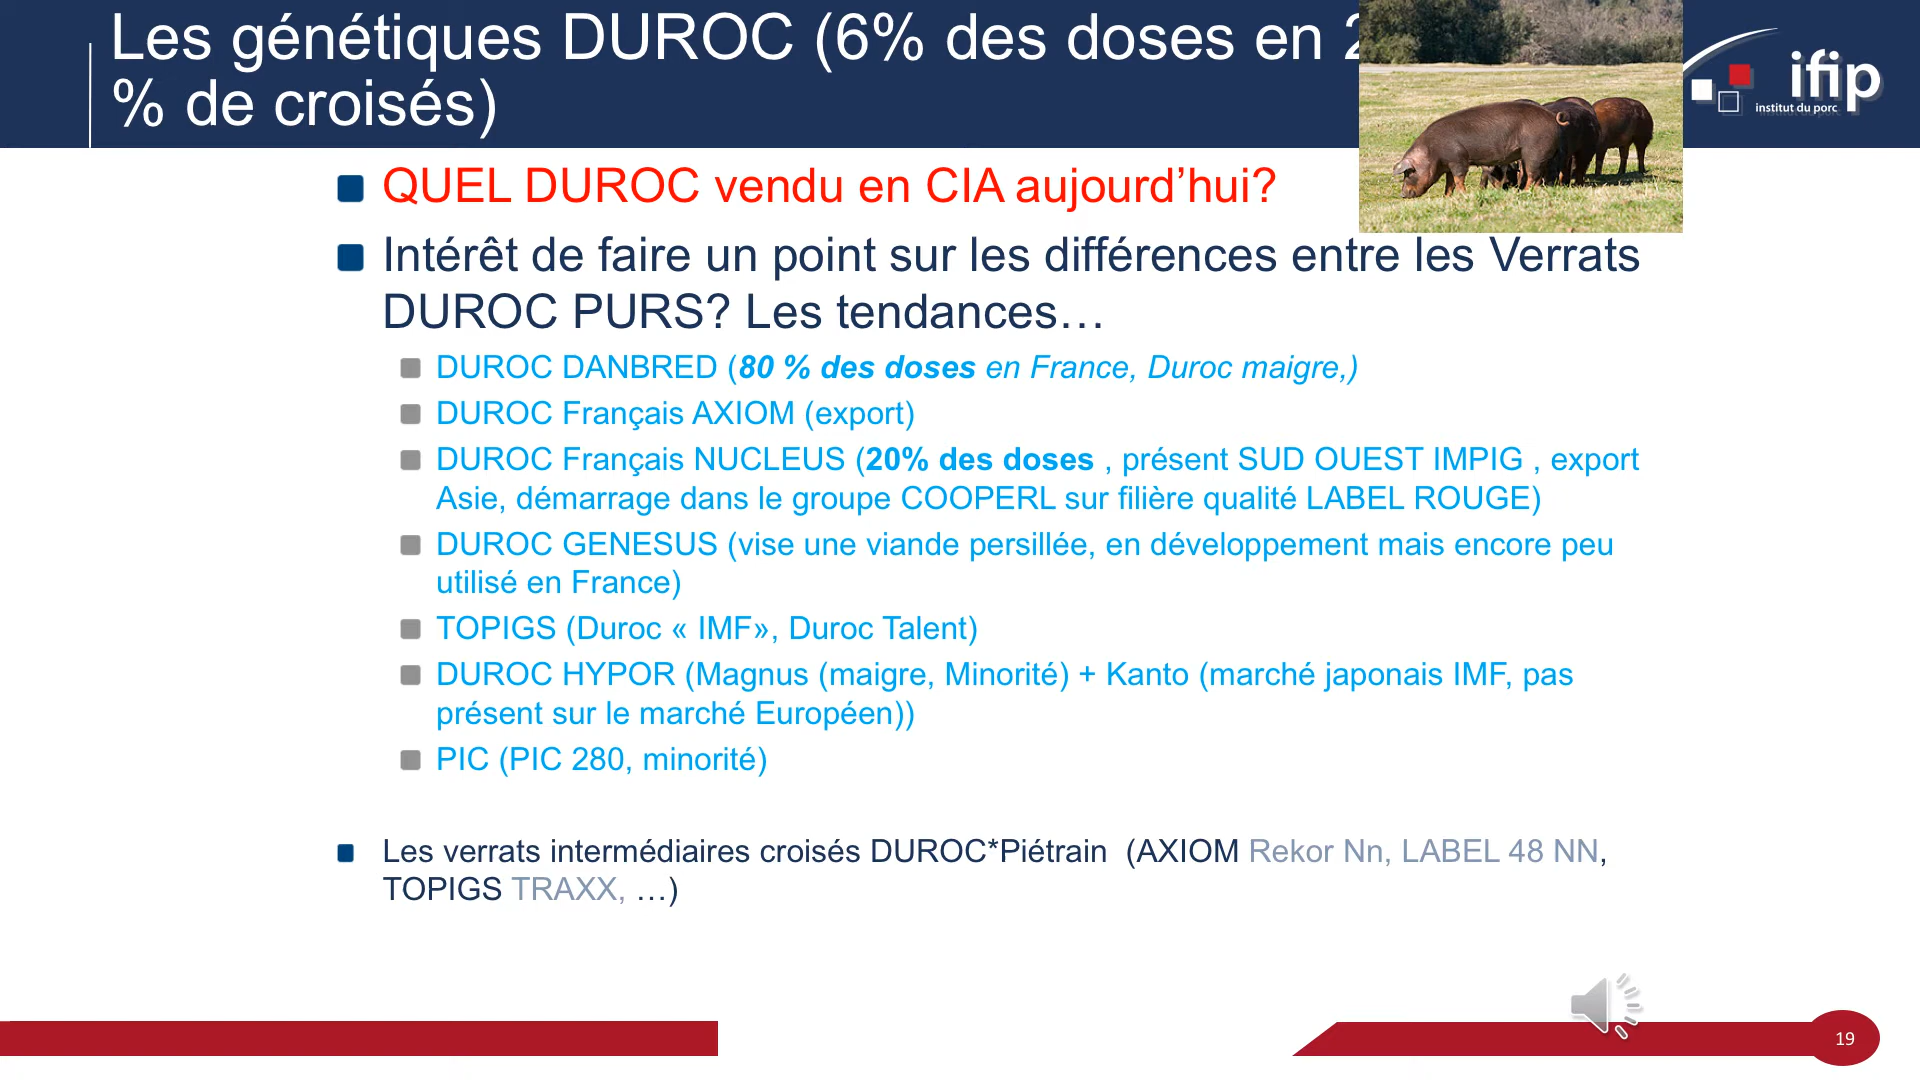 Les génétiques DUROC (6% des doses en
% de croisés)
ifip
institut du porc
QUEL DUROC vendu en CIA aujourd’hui?
Intérêt de faire un point sur les différences entre les Verrats
DUROC PURS? Les tendances…
DUROC DANBRED (80 % des doses en France, Duroc maigre,)
DUROC Français AXIOM (export)
DUROC Français NUCLEUS (20% des doses , présent SUD OUEST IMPIG , export
Asie, démarrage dans le groupe COOPERL sur filière qualité LABEL ROUGE)
DUROC GENESUS (vise une viande persillée, en développement mais encore peu
utilisé en France)
TOPIGS (Duroc « IMF», Duroc Talent)
DUROC HYPOR (Magnus (maigre, Minorité) + Kanto (marché japonais IMF, pas
présent sur le marché Européen))
PIC (PIC 280, minorité)
Les verrats intermédiaires croisés DUROC*Piétrain (AXIOM Rekor Nn, LABEL 48 NN,
TOPIGS TRAXX, …)
19